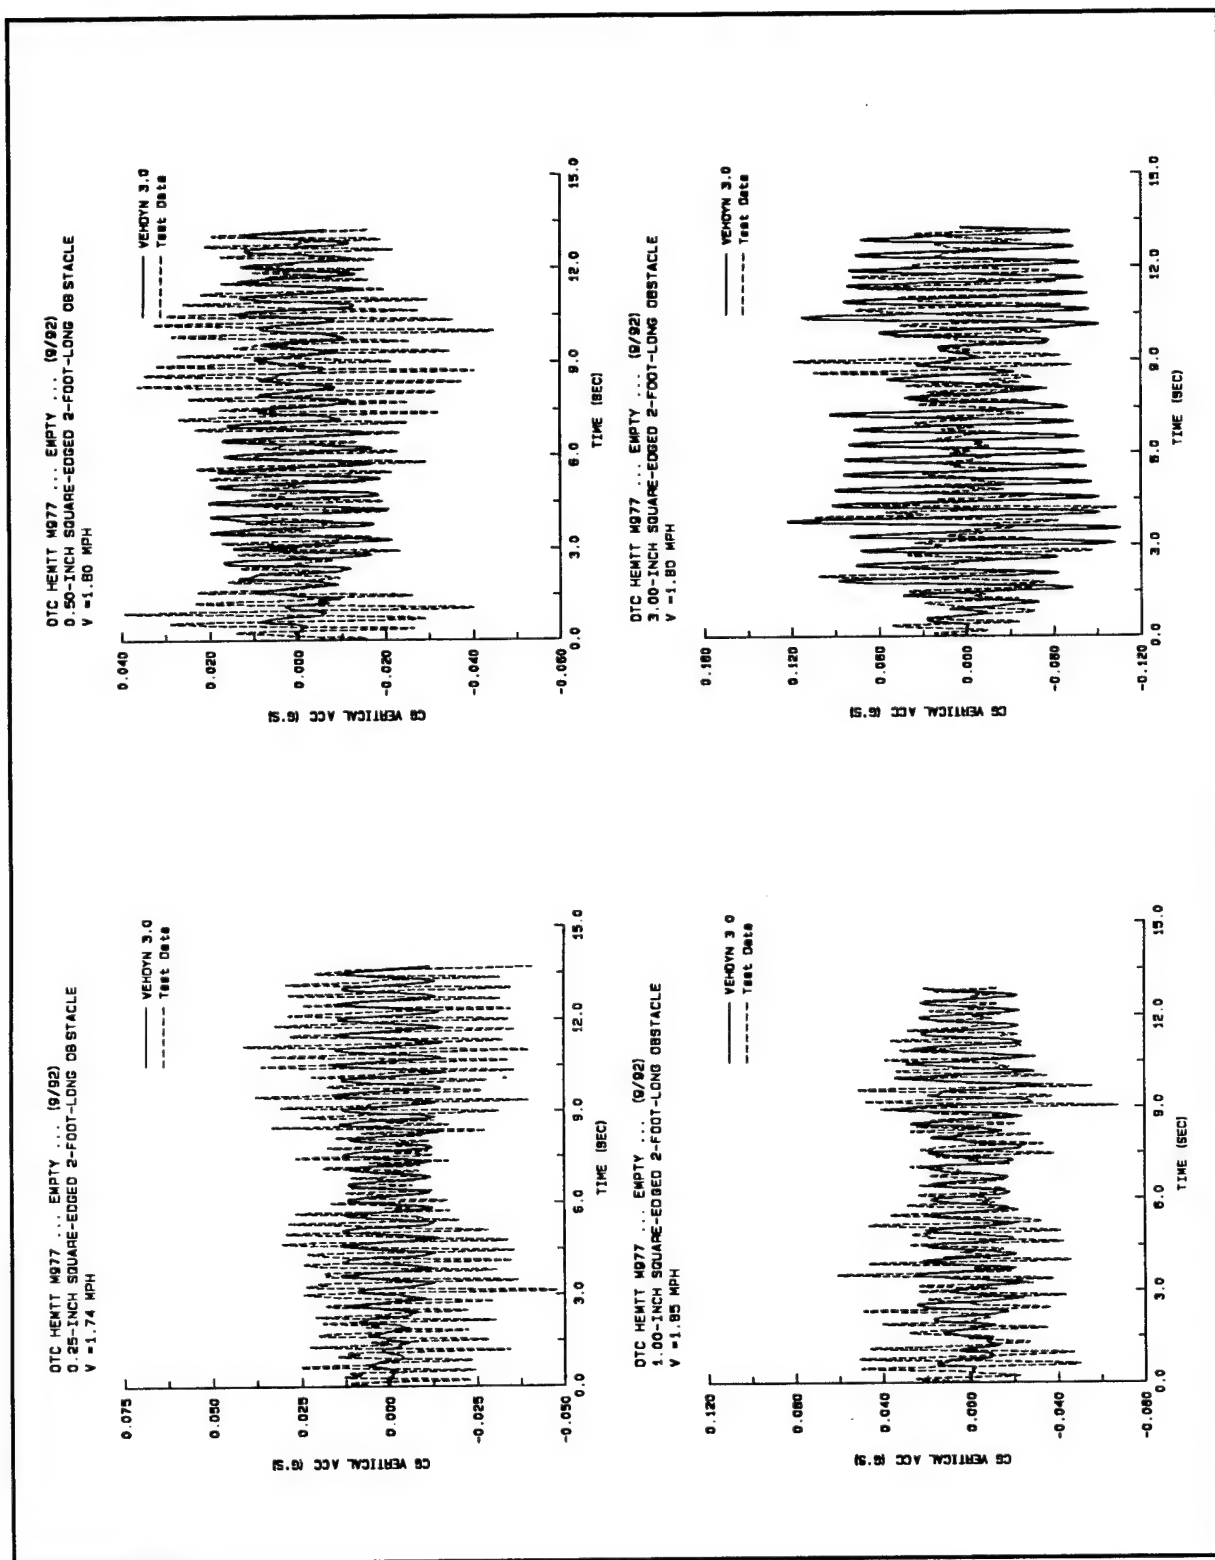 DTC HEMTT M977 ... EMPTY ... (9/92)
0.25-INCH SQUARE-EDGED 2-FOOT-LONG OBSTACLE
V =1.74 MPH
VEHDYN 3.0
Test Data
0.075
0.050
0.025
0.000
-0.025
-0.050
CG VERTICAL ACC (G'S)
0.0 3.0 6.0 9.0 12.0 15.0
TIME (SEC)
DTC HEMTT M977 ... EMPTY ... (9/92)
0.50-INCH SQUARE-EDGED 2-FOOT-LONG OBSTACLE
V =1.80 MPH
VEHDYN 3.0
Test Data
0.040
0.020
0.000
-0.020
-0.040
-0.060
CG VERTICAL ACC (G'S)
0.0 3.0 6.0 9.0 12.0 15.0
TIME (SEC)
DTC HEMTT M977 ... EMPTY ... (9/92)
1.00-INCH SQUARE-EDGED 2-FOOT-LONG OBSTACLE
V =1.85 MPH
VEHDYN 3.0
Test Data
0.120
0.080
0.040
0.000
-0.040
-0.080
CG VERTICAL ACC (G'S)
0.0 3.0 6.0 9.0 12.0 15.0
TIME (SEC)
DTC HEMTT M977 ... EMPTY ... (9/92)
3.00-INCH SQUARE-EDGED 2-FOOT-LONG OBSTACLE
V =1.80 MPH
VEHDYN 3.0
Test Data
0.180
0.120
0.060
0.000
-0.060
-0.120
CG VERTICAL ACC (G'S)
0.0 3.0 6.0 9.0 12.0 15.0
TIME (SEC)